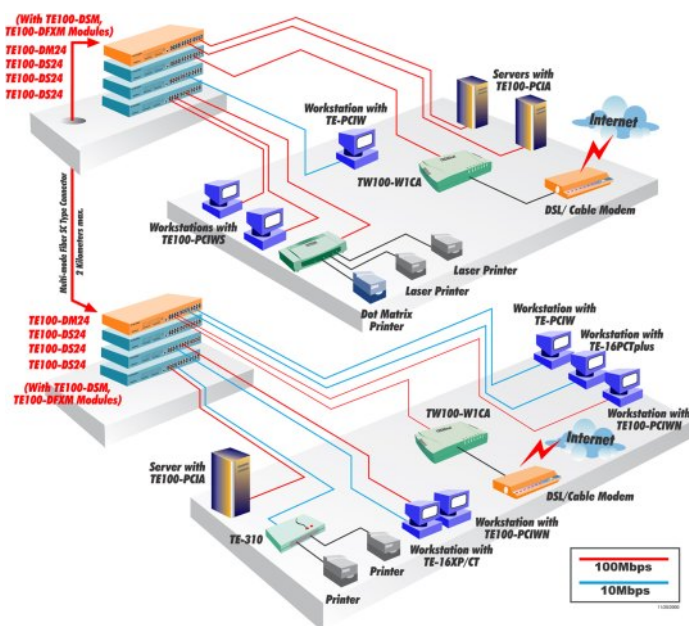 (With TE100-DSM,
TE100-DFXM Modules)
TE100-DM24
TE100-DS24
TE100-DS24
TE100-DS24
Servers with
TE100-PCIA
Workstation with
TE-PCIW
Internet
TW100-W1CA
DSL/ Cable Modem
Workstations with
TE100-PCIWS
Laser Printer
Laser Printer
Dot Matrix
Printer
Multi-mode Fiber SC Type Connector
2 Kilometers max.
TE100-DM24
TE100-DS24
TE100-DS24
TE100-DS24
(With TE100-DSM,
TE100-DFXM Modules)
Workstation with
TE-PCIW
Workstation with
TE-16PCTplus
Workstation with
TE100-PCIWN
TW100-W1CA
Internet
DSL/Cable Modem
Server with
TE100-PCIA
TE-310
Workstation with
TE100-PCIWN
Workstation with
TE-16XP/CT
Printer
Printer
100Mbps
10Mbps